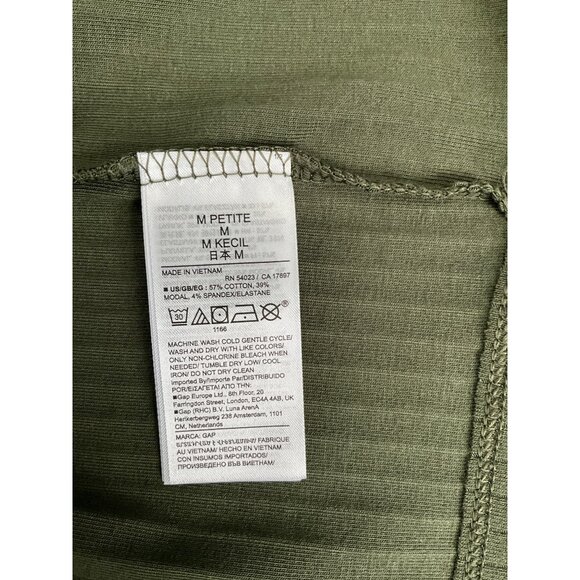 M PETITE
M
M KECIL
日本 M
MADE IN VIETNAM
RN 54023 / CA 17897
■ US/GB/EG : 57% COTTON, 39%
MODAL, 4% SPANDEX/ELASTANE
30
1166
MACHINE WASH COLD GENTLE CYCLE/
WASH AND DRY WITH LIKE COLORS/
ONLY NON-CHLORINE BLEACH WHEN
NEEDED/ TUMBLE DRY LOW/ COOL
IRON/ DO NOT DRY CLEAN
Imported By/Importe Par/DISTRIBUIDO
POR/ΕΙΣΑΓΕΤΑΙ ΑΠΟ ΤΗΝ:
■Gap Europe Ltd., 6th Floor, 20
Farringdon Street, London, EC4A 4AB, UK
■Gap (RHC) B.V. Luna ArenA
Herikerbergweg 238 Amsterdam, 1101
CM, Netherlands
MARCA: GAP
FABRIQUE
AU VIETNAM/ HECHO EN VIETNAM
CON INSUMOS IMPORTADOS/
ПРОИЗВЕДЕНО ВЪВ ВИЕТНАМ/